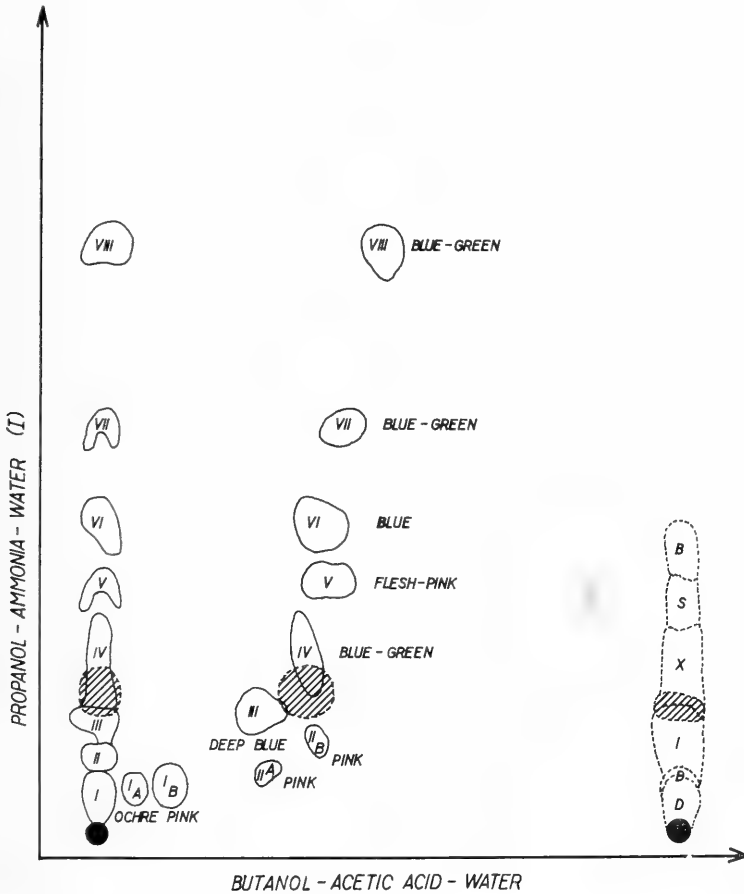 VIII
VIII BLUE-GREEN
VII
VII BLUE-GREEN
VI
VI BLUE
B
V
V FLESH-PINK
S
IV
IV BLUE-GREEN
X
III
III
DEEP BLUE
II B
PINK
I
II
II A
PINK
B
I
I A
I B
OCHRE PINK
D
PROPANOL-AMMONIA-WATER (I)
BUTANOL-ACETIC ACID-WATER